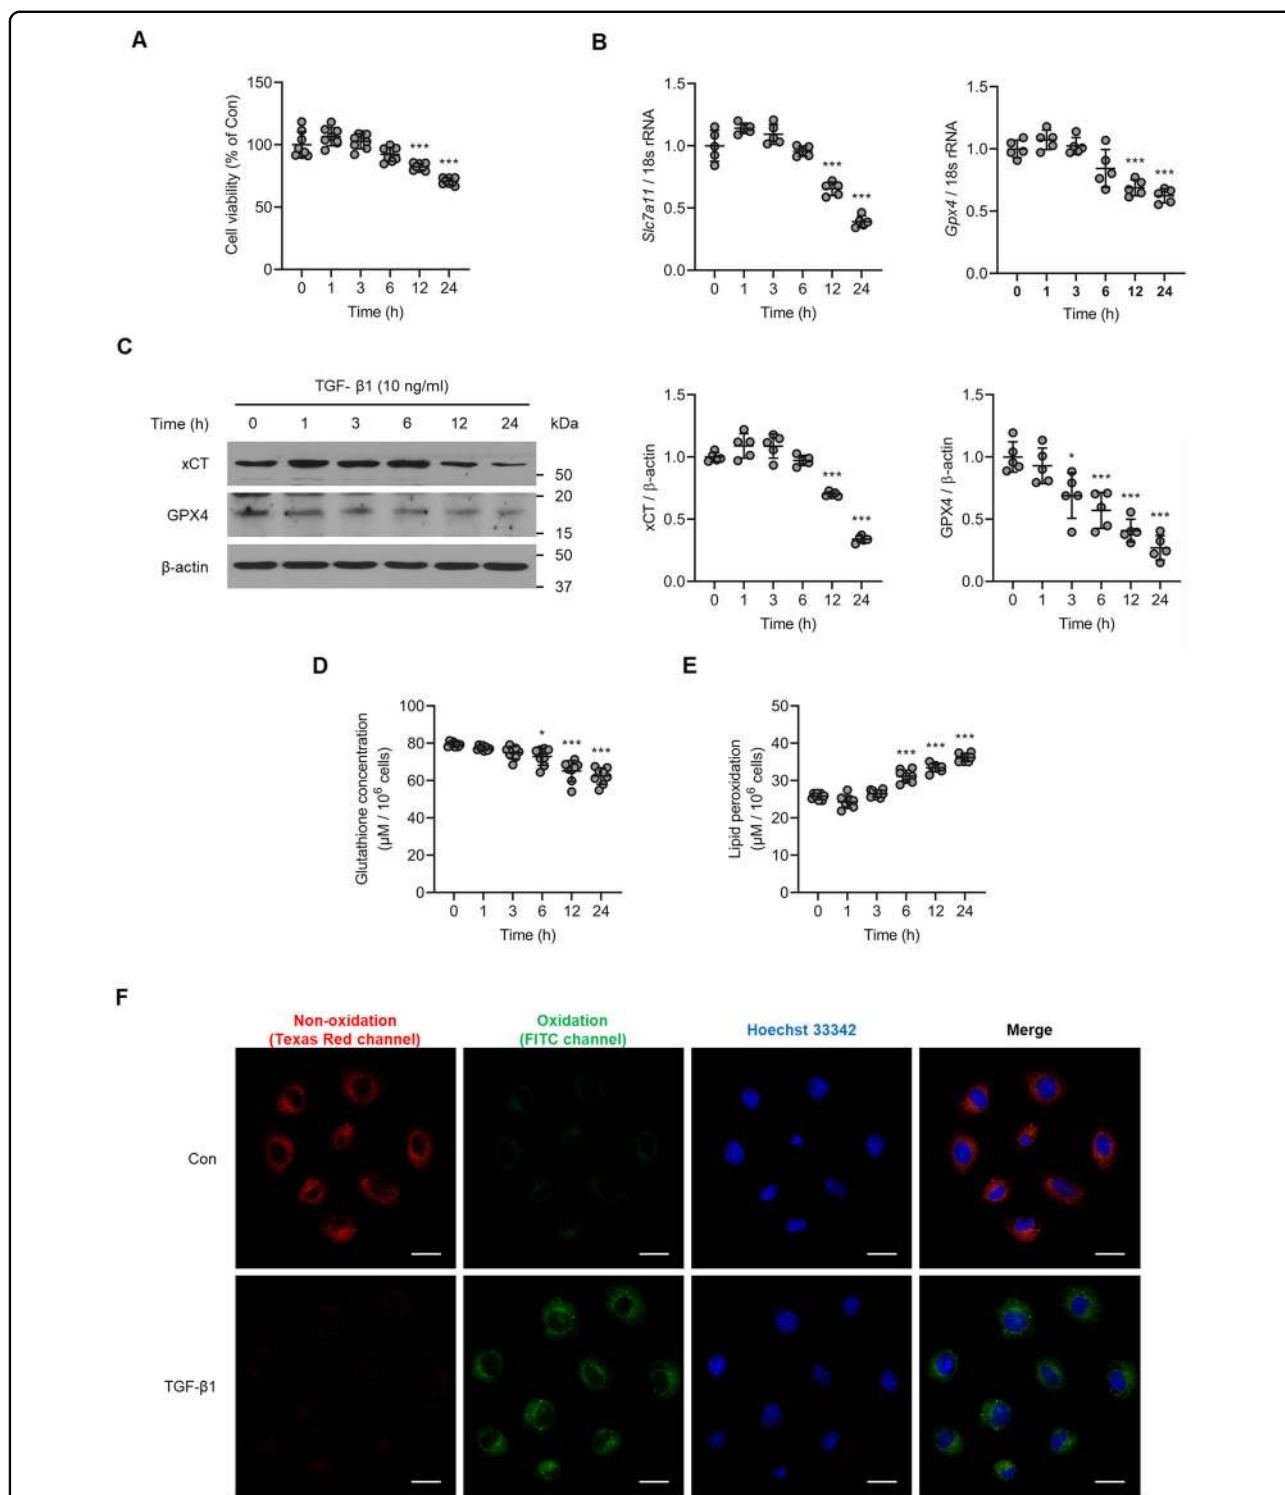 A
Cell viability (% of Con)
150
100
50
0
***
***
0 1 3 6 12 24
Time (h)
B
Slc7a11 / 18s rRNA
1.5
1.0
0.5
0.0
***
***
0 1 3 6 12 24
Time (h)
Gpx4 / 18s rRNA
1.5
1.0
0.5
0.0
***
***
0 1 3 6 12 24
Time (h)
C
TGF- β1 (10 ng/ml)
Time (h) 0 1 3 6 12 24 kDa
xCT
50
20
GPX4
15
50
β-actin
37
xCT / β-actin
1.5
1.0
0.5
0.0
***
***
0 1 3 6 12 24
Time (h)
GPX4 / β-actin
1.5
1.0
0.5
0.0
*
***
***
***
0 1 3 6 12 24
Time (h)
D
Glutathione concentration
(µM / 10⁶ cells)
100
80
60
40
20
0
*
***
***
0 1 3 6 12 24
Time (h)
E
Lipid peroxidation
(µM / 10⁶ cells)
50
40
30
20
10
0
***
***
***
0 1 3 6 12 24
Time (h)
F
Non-oxidation
(Texas Red channel)
Oxidation
(FITC channel)
Hoechst 33342
Merge
Con
TGF-β1